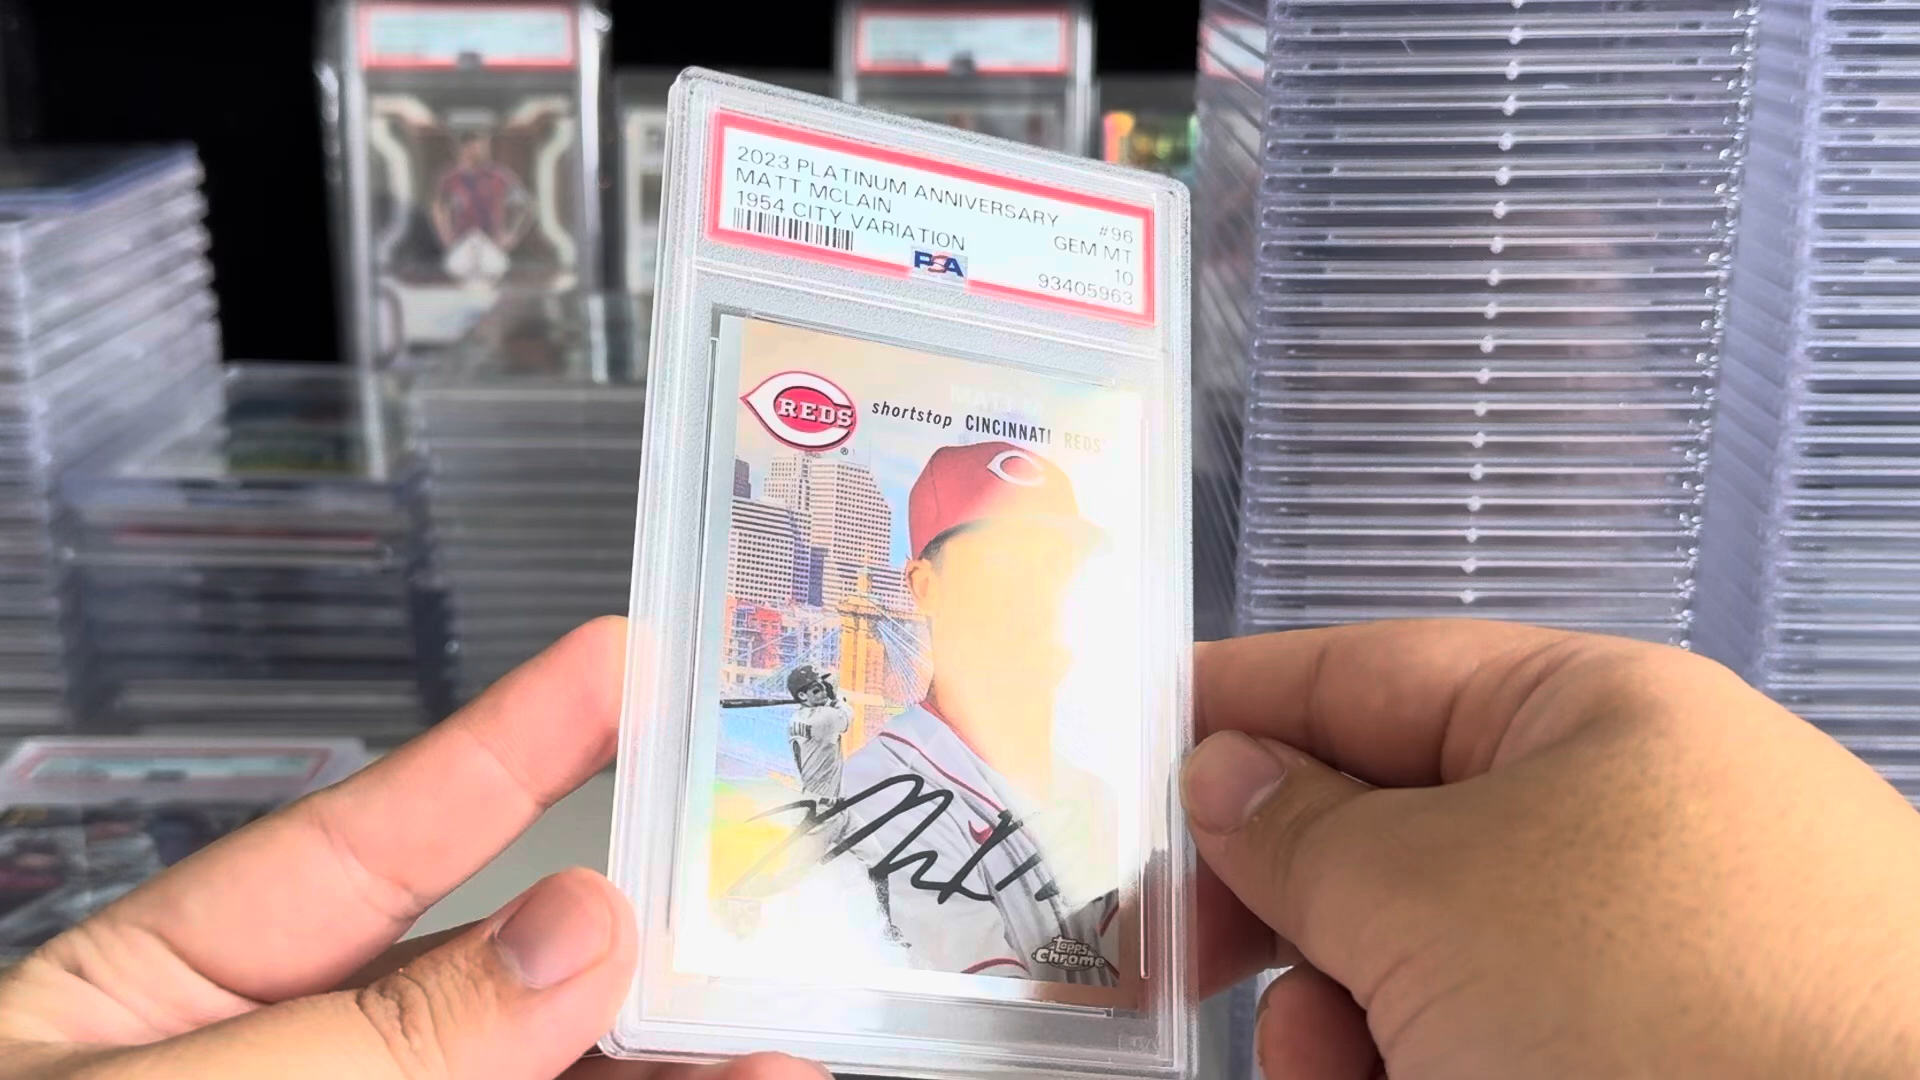 2023 PLATINUM ANNIVERSARY #96
MATT MCLAIN GEM MT
1954 CITY VARIATION 10
PSA 93405963
REDS
shortstop CINCINNATI REDS
Topps
Chrome